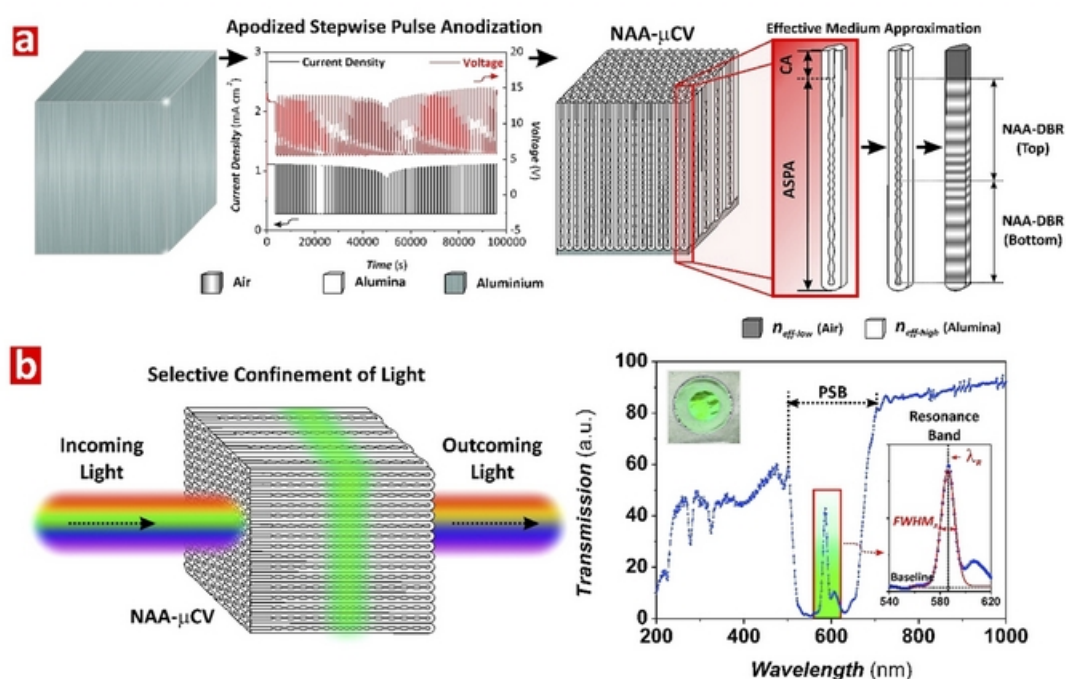 a
Apodized Stepwise Pulse Anodization
Current Density
Voltage
Current Density (mA cm⁻²)
3
2
1
0
Voltage (V)
20
15
10
5
0
-5
0 20000 40000 60000 80000 100000
Time (s)
Air
Alumina
Aluminium
NAA-μCV
Effective Medium Approximation
CA
ASPA
NAA-DBR
(Top)
NAA-DBR
(Bottom)
n eff-low (Air)
n eff-high (Alumina)
b
Selective Confinement of Light
Incoming
Light
Outcoming
Light
NAA-μCV
Transmission (a.u.)
100
80
60
40
20
0
200 400 600 800 1000
Wavelength (nm)
PSB
Resonance
Band
λR
FWHM
Baseline
540 580 620